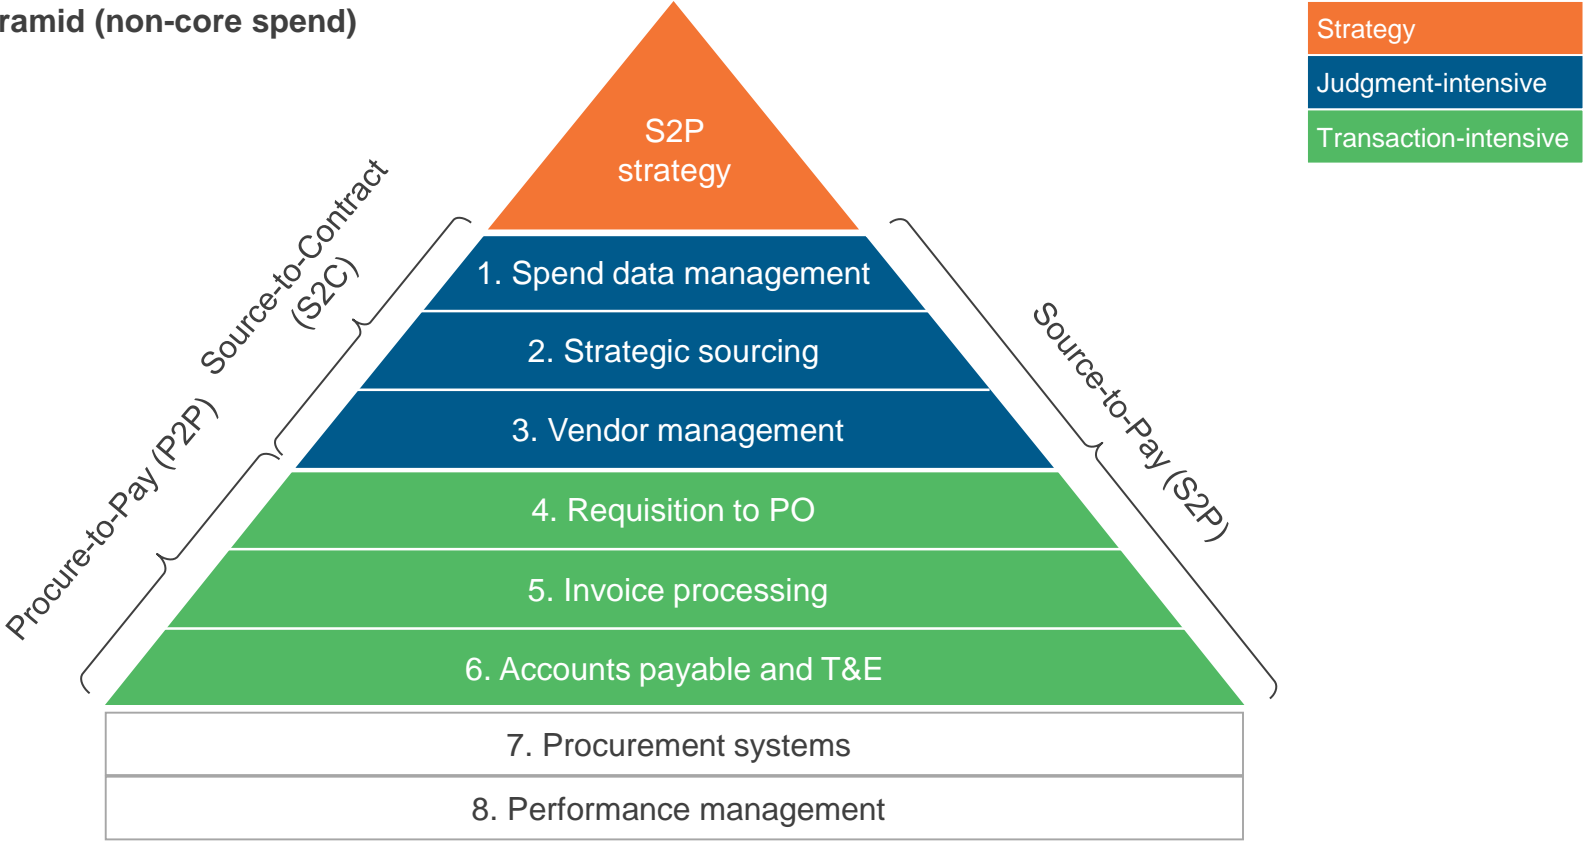 (non-core spend)
Strategy
Judgment-intensive
Transaction-intensive
S2P
strategy
Source-to-Contract
(S2C)
Procure-to-Pay (P2P)
Source-to-Pay (S2P)
1. Spend data management
2. Strategic sourcing
3. Vendor management
4. Requisition to PO
5. Invoice processing
6. Accounts payable and T&E
7. Procurement systems
8. Performance management